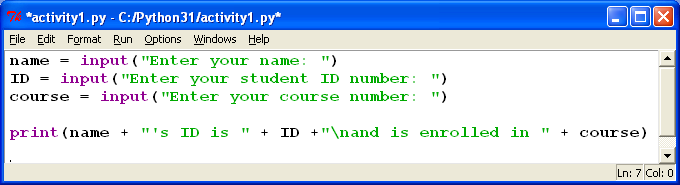 *activity1.py - C:/Python31/activity1.py*
File Edit Format Run Options Windows Help
name = input("Enter your name: ")
ID = input("Enter your student ID number: ")
course = input("Enter your course number: ")
print(name + "'s ID is " + ID +"\nand is enrolled in " + course)
Ln: 7 Col: 0